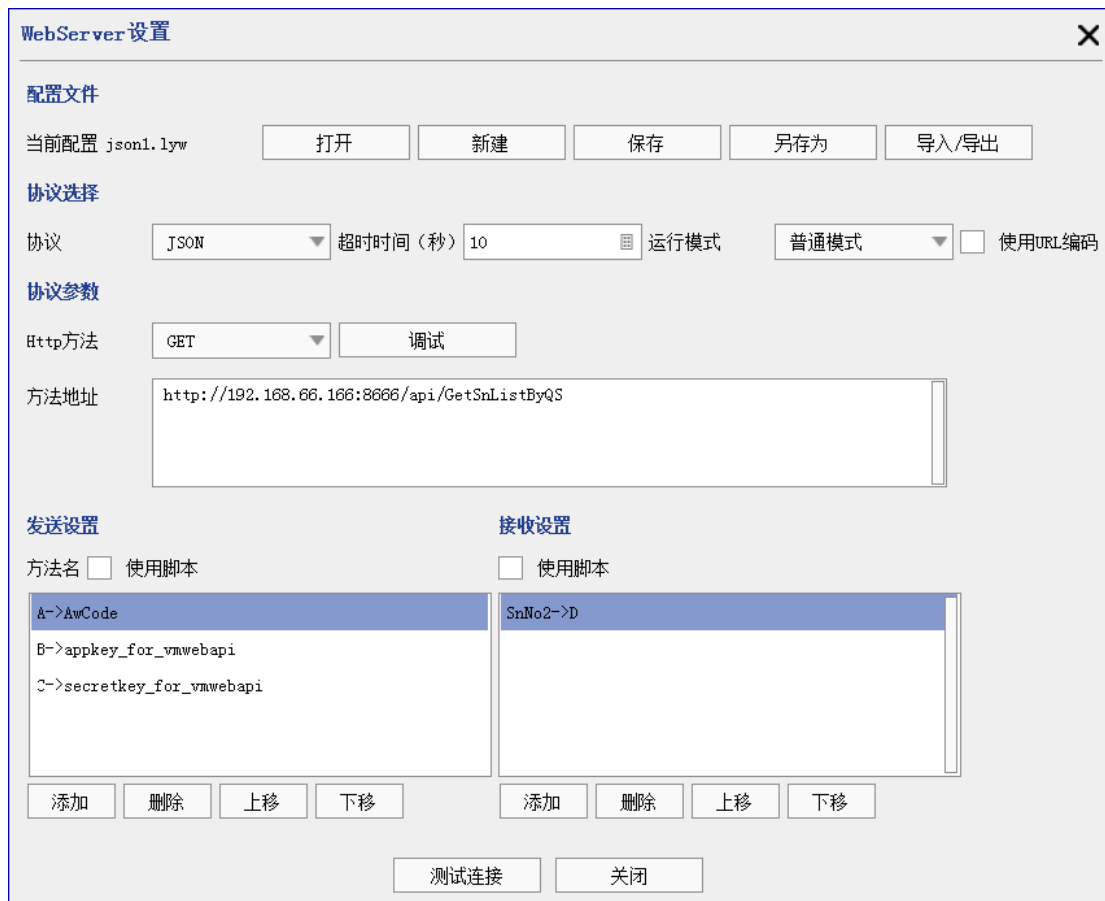 WebServer设置
配置文件
当前配置 json1.lyw 打开 新建 保存 另存为 导入/导出
协议选择
协议 JSON 超时时间（秒） 10 运行模式 普通模式 使用URL编码
协议参数
Http方法 GET 调试
方法地址 http://192.168.66.166:8666/api/GetSnListByQS
发送设置 接收设置
方法名 使用脚本 使用脚本
A->AwCode SnNo2->D
B->appkey_for_vmwebapi
C->secretkey_for_vmwebapi
添加 删除 上移 下移 添加 删除 上移 下移
测试连接 关闭